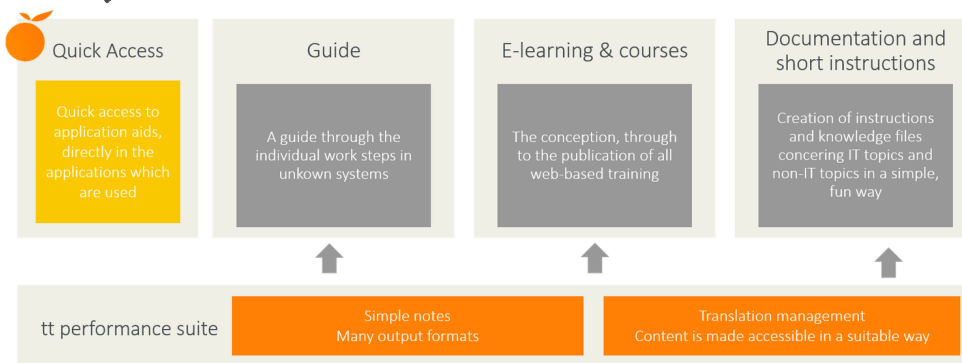 Quick Access
Quick access to
application aids,
directly in the
applications which
are used
Guide
A guide through the
individual work steps in
unkown systems
E-learning & courses
The conception, through
to the publication of all
web-based training
Documentation and
short instructions
Creation of instructions
and knowledge files
concering IT topics and
non-IT topics in a simple,
fun way
tt performance suite
Simple notes
Many output formats
Translation management
Content is made accessible in a suitable way